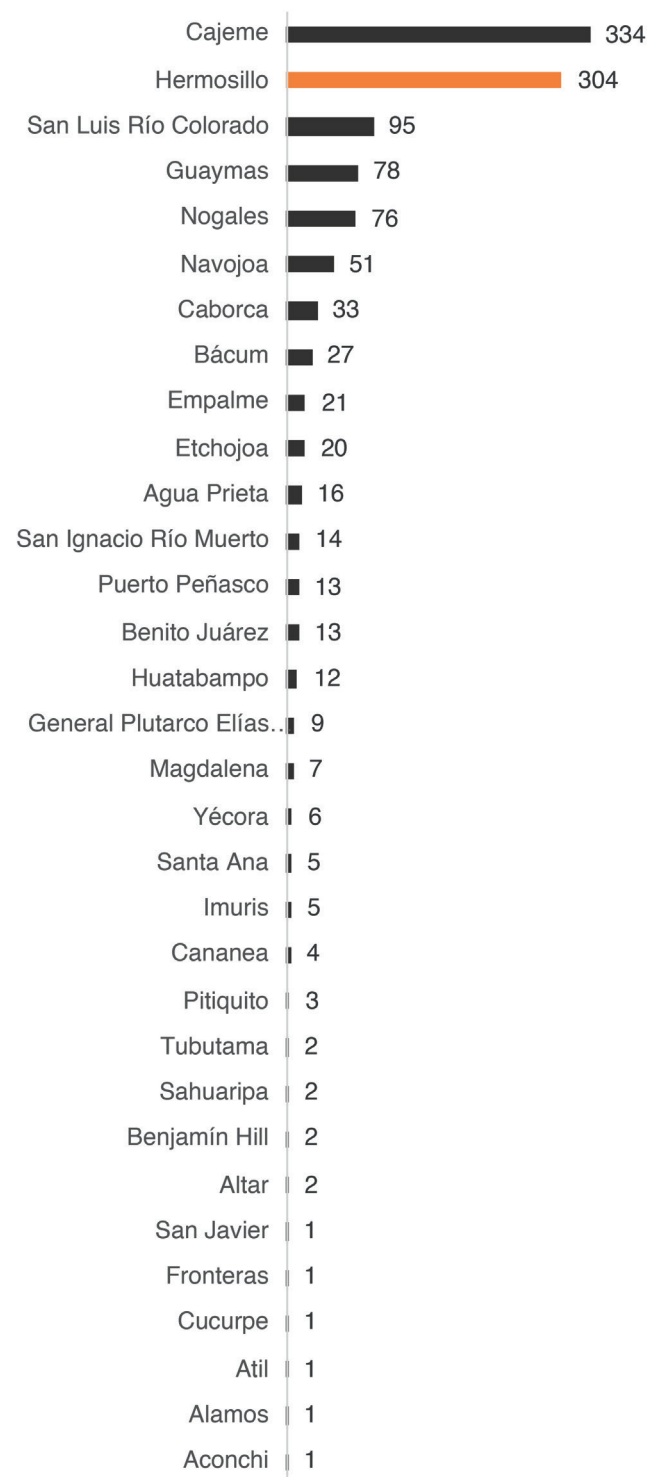 Cajeme 334
Hermosillo 304
San Luis Río Colorado 95
Guaymas 78
Nogales 76
Navojoa 51
Caborca 33
Bácum 27
Empalme 21
Etchojoa 20
Agua Prieta 16
San Ignacio Río Muerto 14
Puerto Peñasco 13
Benito Juárez 13
Huatabampo 12
General Plutarco Elías.. 9
Magdalena 7
Yécora 6
Santa Ana 5
Imuris 5
Cananea 4
Pitiquito 3
Tubutama 2
Sahuaripa 2
Benjamín Hill 2
Altar 2
San Javier 1
Fronteras 1
Cucurpe 1
Atil 1
Alamos 1
Aconchi 1